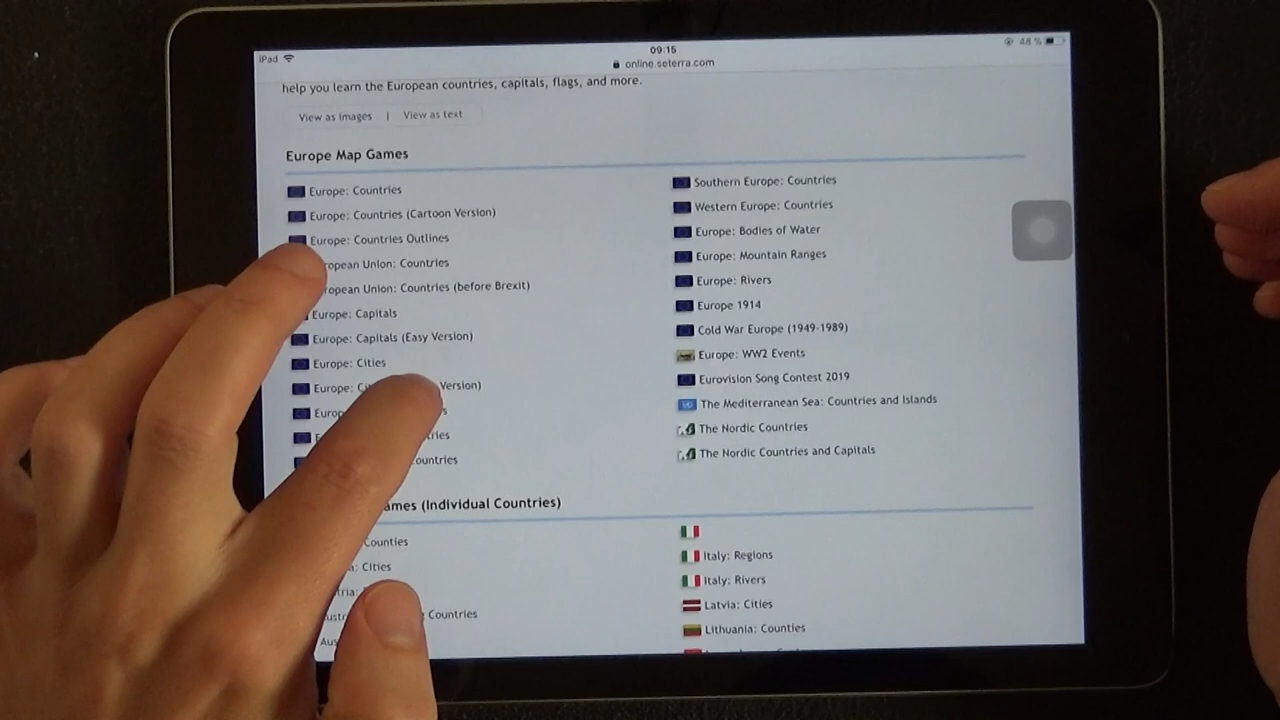 iPad 09:15 48 %
online.seterra.com
help you learn the European countries, capitals, flags, and more.
View as images | View as text
Europe Map Games
Europe: Countries
Europe: Countries (Cartoon Version)
Europe: Countries Outlines
ropean Union: Countries
ropean Union: Countries (before Brexit)
Europe: Capitals
Europe: Capitals (Easy Version)
Europe: Cities
Europe: Version)
Southern Europe: Countries
Western Europe: Countries
Europe: Bodies of Water
Europe: Mountain Ranges
Europe: Rivers
Europe 1914
Cold War Europe (1949-1989)
Europe: WW2 Events
Eurovision Song Contest 2019
The Mediterranean Sea: Countries and Islands
The Nordic Countries
The Nordic Countries and Capitals
ames (Individual Countries)
Counties
Cities
Countries
Italy: Regions
Italy: Rivers
Latvia: Cities
Lithuania: Counties